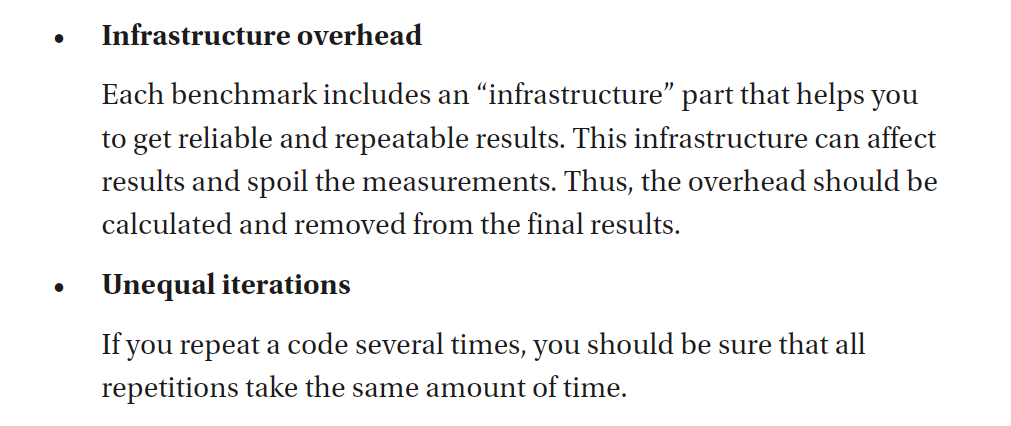 • Infrastructure overhead
Each benchmark includes an “infrastructure” part that helps you
to get reliable and repeatable results. This infrastructure can affect
results and spoil the measurements. Thus, the overhead should be
calculated and removed from the final results.
• Unequal iterations
If you repeat a code several times, you should be sure that all
repetitions take the same amount of time.